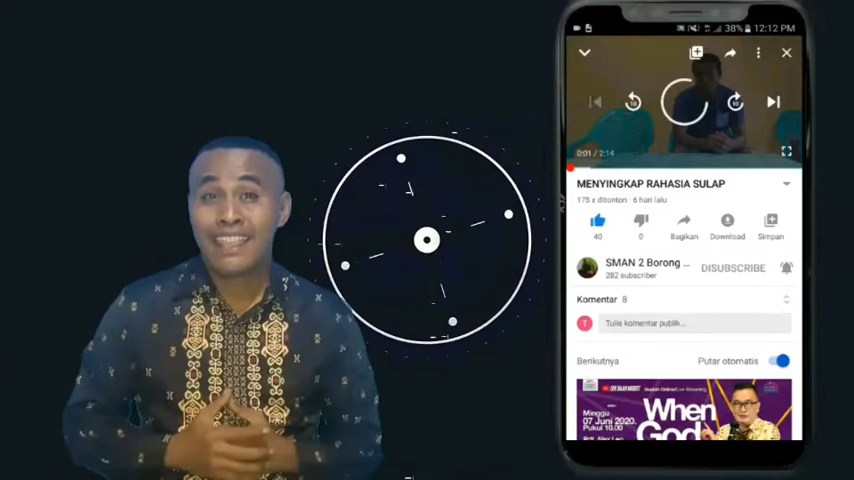 38% 12:12 PM
0:01 / 2:14
MENYINGKAP RAHASIA SULAP
175 x ditonton · 6 hari lalu
40
0
Bagikan
Download
Simpan
SMAN 2 Borong ...
282 subscriber
DISUBSCRIBE
Komentar 8
T
Tulis komentar publik...
Berikutnya
Putar otomatis
Minggu
07 Juni 2020
Pukul 10.00
When
God